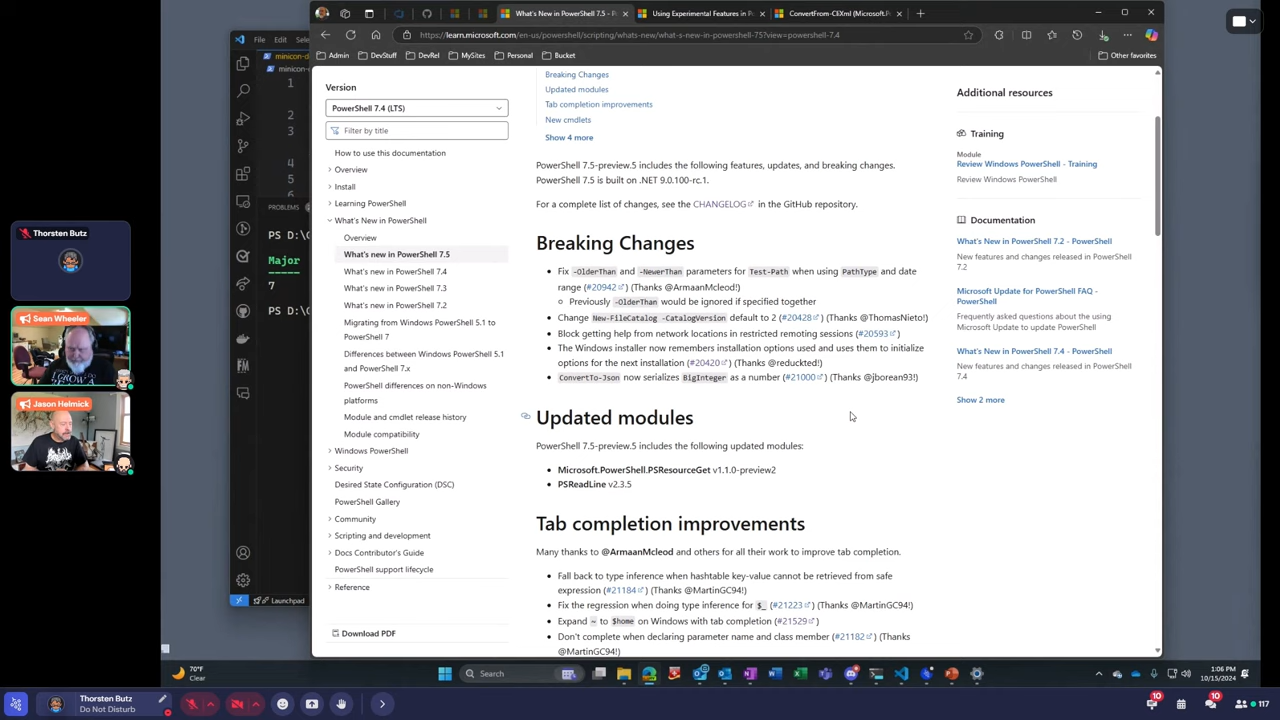 What's New in PowerShell 7.5 - P
Using Experimental Features in P
ConvertFrom-CliXml (Microsoft.P
https://learn.microsoft.com/en-us/powershell/scripting/whats-new/what-s-new-in-powershell-75?view=powershell-7.4
Admin
DevStuff
DevRel
MySites
Personal
Bucket
Other favorites
File
Edit
Sel
minicon-d
minicon-d
1
2
3
4
5
6
PROBLEMS
PS D:\G
Major
-----
7
PS D:\G
Launchpad
Version
PowerShell 7.4 (LTS)
Filter by title
How to use this documentation
Overview
Install
Learning PowerShell
What's New in PowerShell
Overview
What's new in PowerShell 7.5
What's new in PowerShell 7.4
What's new in PowerShell 7.3
What's new in PowerShell 7.2
Migrating from Windows PowerShell 5.1 to
PowerShell 7
Differences between Windows PowerShell 5.1
and PowerShell 7.x
PowerShell differences on non-Windows
platforms
Module and cmdlet release history
Module compatibility
Windows PowerShell
Security
Desired State Configuration (DSC)
PowerShell Gallery
Community
Scripting and development
Docs Contributor's Guide
PowerShell support lifecycle
Reference
Download PDF
Breaking Changes
Updated modules
Tab completion improvements
New cmdlets
Show 4 more
PowerShell 7.5-preview.5 includes the following features, updates, and breaking changes.
PowerShell 7.5 is built on .NET 9.0.100-rc.1.
For a complete list of changes, see the CHANGELOG in the GitHub repository.
Breaking Changes
Fix -OlderThan and -NewerThan parameters for Test-Path when using PathType and date
range (#20942) (Thanks @ArmaanMcleod!)
Previously -OlderThan would be ignored if specified together
Change New-FileCatalog -CatalogVersion default to 2 (#20428) (Thanks @ThomasNieto!)
Block getting help from network locations in restricted remoting sessions (#20593)
The Windows installer now remembers installation options used and uses them to initialize
options for the next installation (#20420) (Thanks @reduckted!)
ConvertTo-Json now serializes BigInteger as a number (#21000) (Thanks @jborean93!)
Updated modules
PowerShell 7.5-preview.5 includes the following updated modules:
Microsoft.PowerShell.PSResourceGet v1.1.0-preview2
PSReadLine v2.3.5
Tab completion improvements
Many thanks to @ArmaanMcleod and others for all their work to improve tab completion.
Fall back to type inference when hashtable key-value cannot be retrieved from safe
expression (#21184) (Thanks @MartinGC94!)
Fix the regression when doing type inference for $_ (#21223) (Thanks @MartinGC94!)
Expand ~ to $home on Windows with tab completion (#21529)
Don't complete when declaring parameter name and class member (#21182) (Thanks
@MartinGC94!)
Additional resources
Training
Module
Review Windows PowerShell - Training
Review Windows PowerShell
Documentation
What's New in PowerShell 7.2 - PowerShell
New features and changes released in PowerShell
7.2
Microsoft Update for PowerShell FAQ -
PowerShell
Frequently asked questions about the using
Microsoft Update to update PowerShell
What's New in PowerShell 7.4 - PowerShell
New features and changes released in PowerShell
7.4
Show 2 more
Thorsten Butz
Sean Wheeler
Jason Helmick
70°F
Clear
Search
1:06 PM
10/15/2024
Thorsten Butz
Do Not Disturb
10
10
117